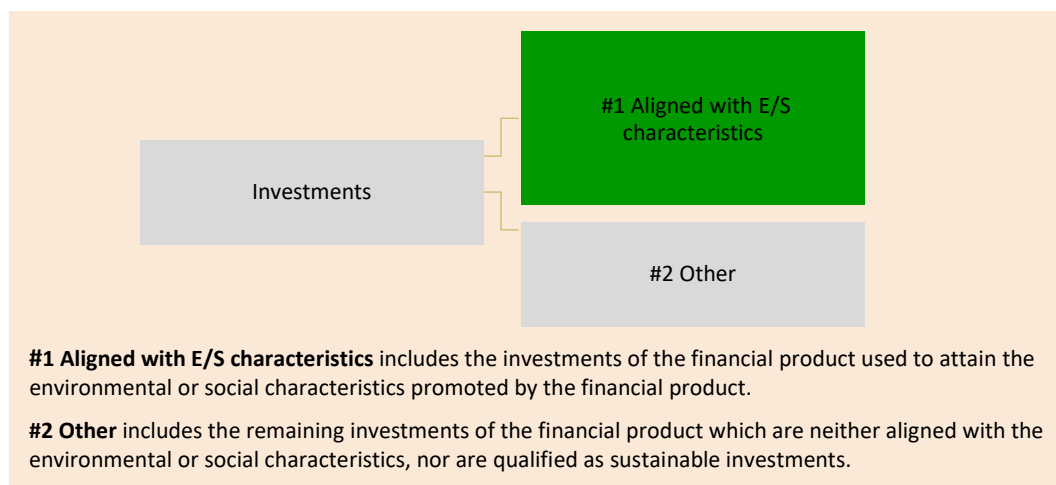 #1 Aligned with E/S
characteristics
Investments
#2 Other
#1 Aligned with E/S characteristics includes the investments of the financial product used to attain the
environmental or social characteristics promoted by the financial product.
#2 Other includes the remaining investments of the financial product which are neither aligned with the
environmental or social characteristics, nor are qualified as sustainable investments.